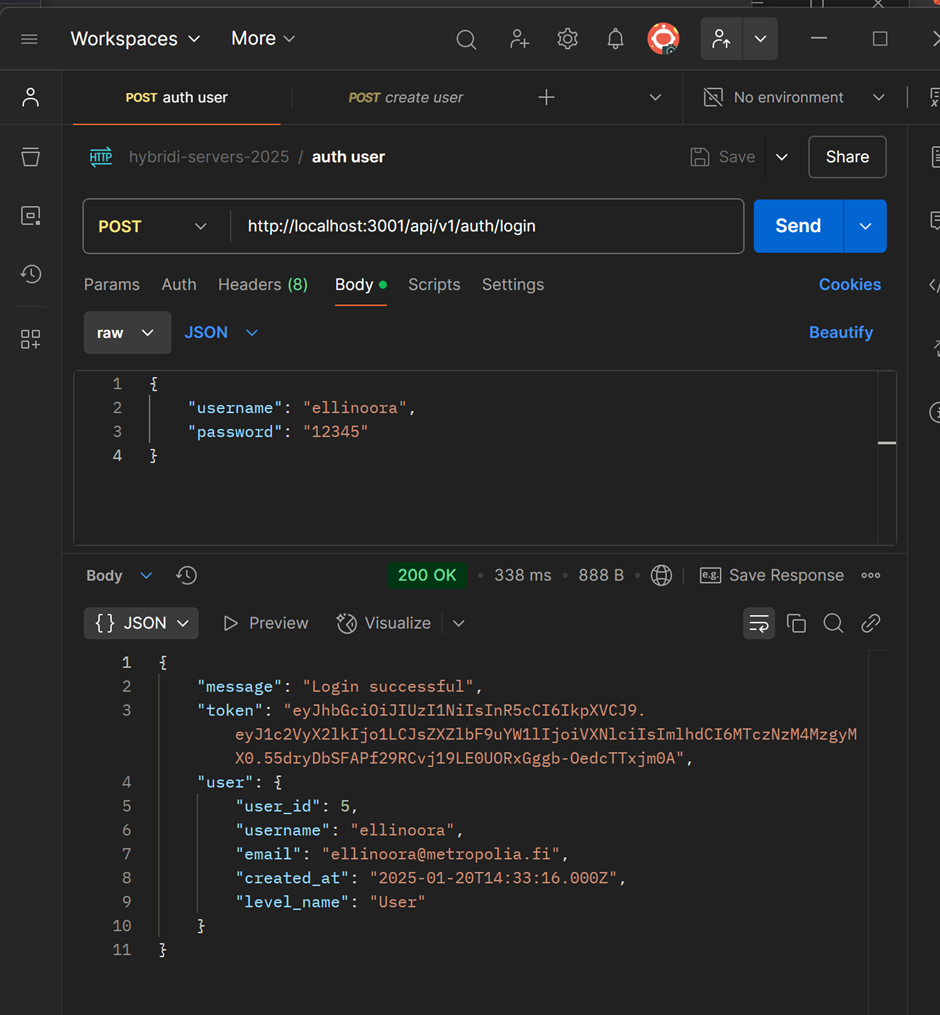 Workspaces More
POST auth user POST create user No environment
HTTP hybridi-servers-2025 / auth user Save Share
POST http://localhost:3001/api/v1/auth/login Send
Params Auth Headers (8) Body Scripts Settings Cookies
raw JSON Beautify
1 {
2 "username": "ellinoora",
3 "password": "12345"
4 }
Body 200 OK • 338 ms • 888 B • e.g. Save Response
{} JSON Preview Visualize
1 {
2 "message": "Login successful",
3 "token": "eyJhbGciOiJIUzI1NiIsInR5cCI6IkpXVCJ9.
eyJ1c2VyX2lkIjo1LCJsZXZlbF9uYW1lIjoiVXNlciIsImlhdCI6MTczNzM4MzgyM
X0.55dryDbSFAPf29RCvj19LE0UORxGggb-OedcTTxjm0A",
4 "user": {
5 "user_id": 5,
6 "username": "ellinoora",
7 "email": "ellinoora@metropolia.fi",
8 "created_at": "2025-01-20T14:33:16.000Z",
9 "level_name": "User"
10 }
11 }